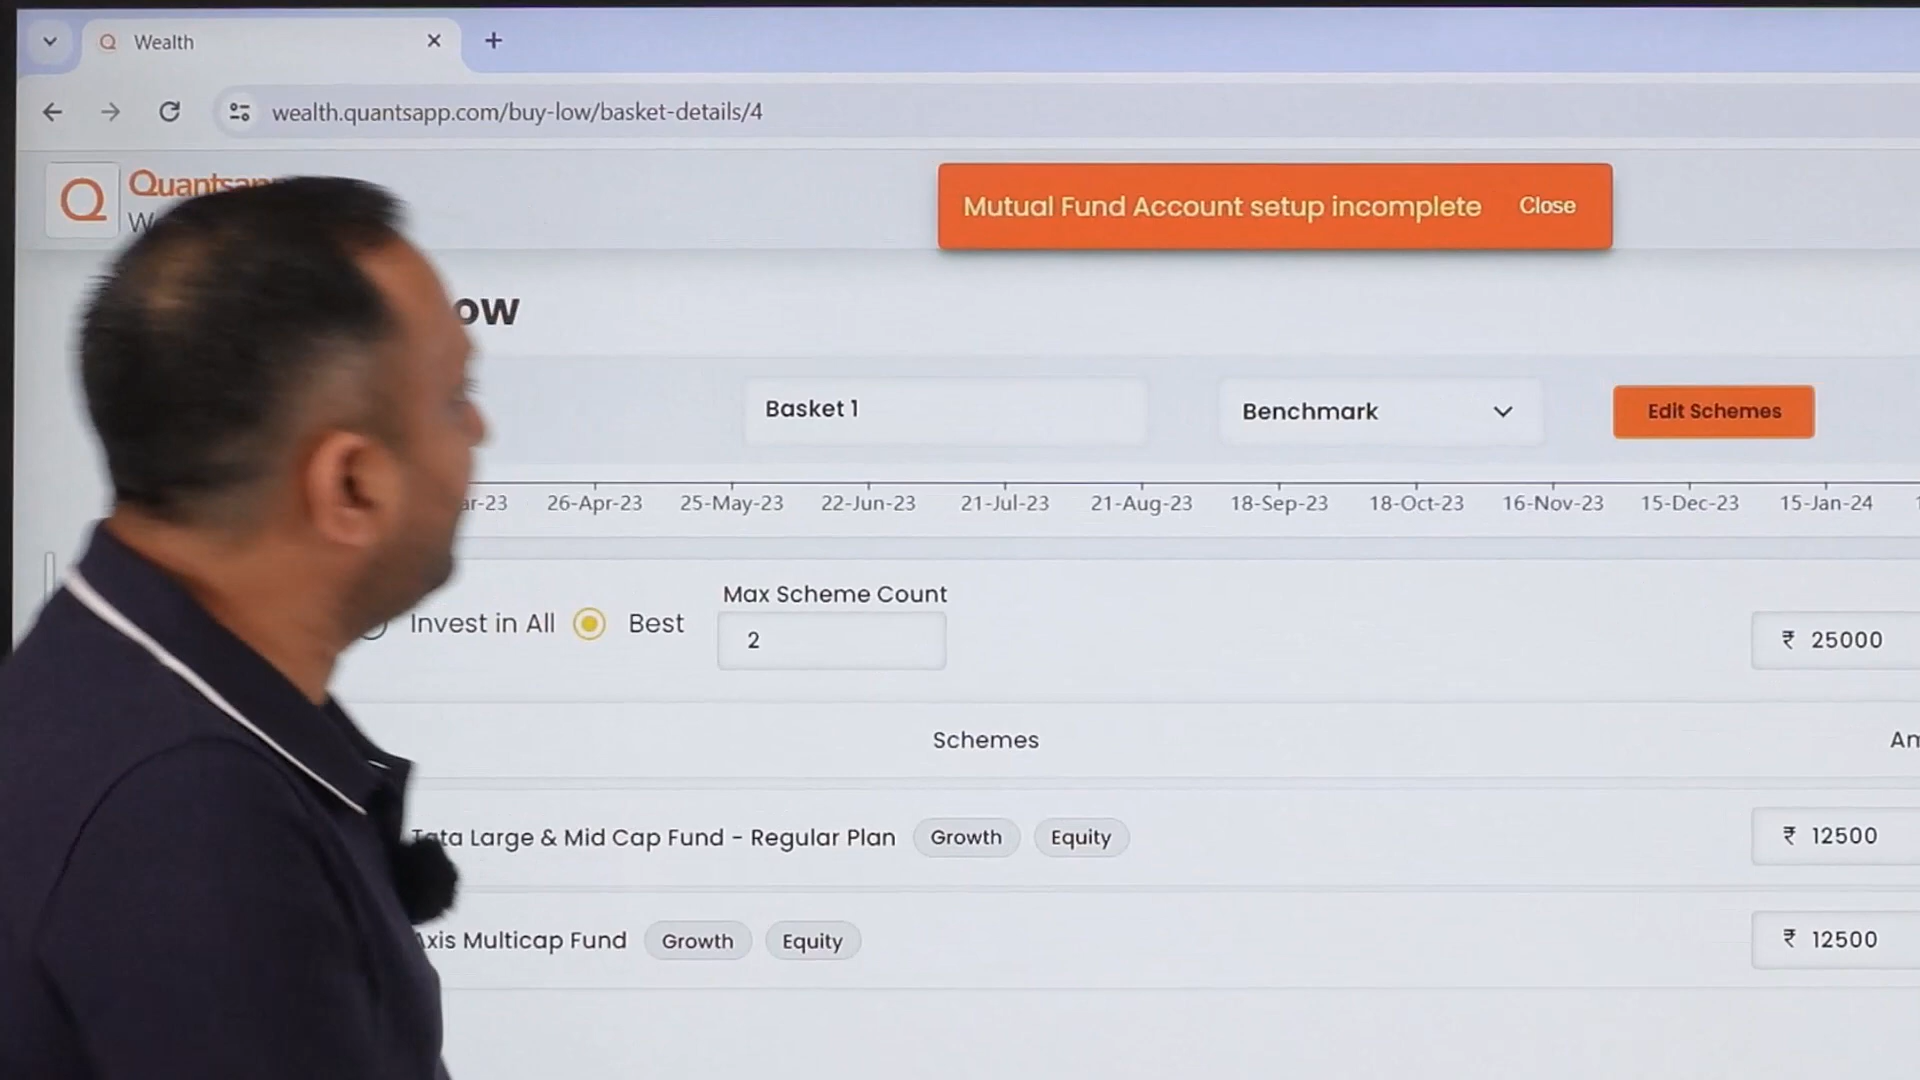 Wealth
wealth.quantsapp.com/buy-low/basket-details/4
Mutual Fund Account setup incomplete Close
Basket 1 Benchmark Edit Schemes
26-Apr-23 25-May-23 22-Jun-23 21-Jul-23 21-Aug-23 18-Sep-23 18-Oct-23 16-Nov-23 15-Dec-23 15-Jan-24
Max Scheme Count
Invest in All Best
2 ₹ 25000
Schemes
Tata Large & Mid Cap Fund - Regular Plan Growth Equity ₹ 12500
Axis Multicap Fund Growth Equity ₹ 12500